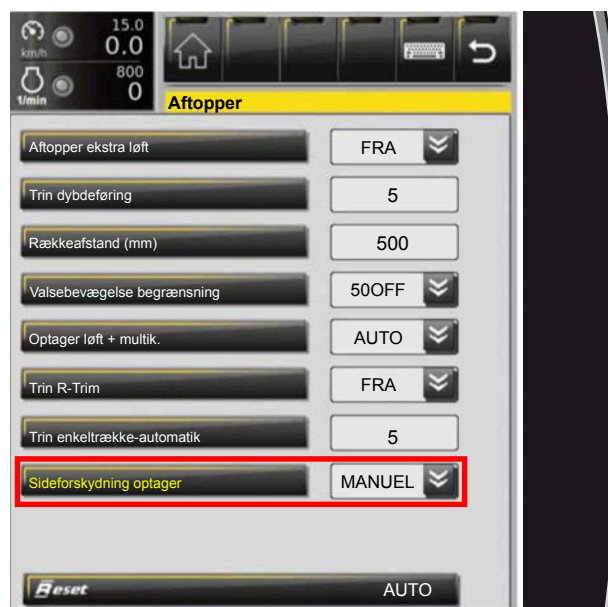 15.0
km/h 0.0
800
1/min 0
Aftopper
Aftopper ekstra løft FRA
Trin dybdeføring 5
Rækkeafstand (mm) 500
Valsebevægelse begrænsning 50OFF
Optager løft + multik. AUTO
Trin R-Trim FRA
Trin enkeltrække-automatik 5
Sideforskydning optager MANUEL
Reset AUTO